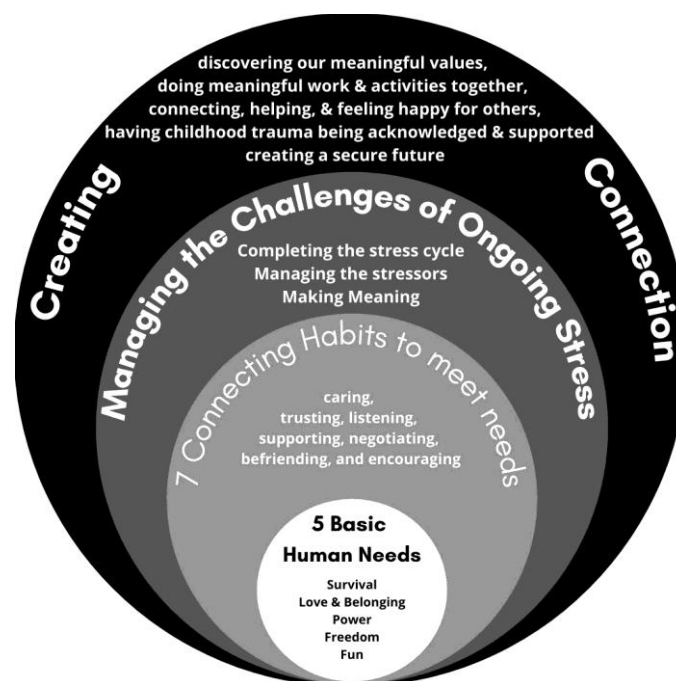 discovering our meaningful values,
doing meaningful work & activities together,
connecting, helping, & feeling happy for others,
having childhood trauma being acknowledged & supported
creating a secure future
Creating Connection
Managing the Challenges of Ongoing Stress
Completing the stress cycle
Managing the stressors
Making Meaning
7 Connecting Habits to meet needs
caring,
trusting, listening,
supporting, negotiating,
befriending, and encouraging
5 Basic
Human Needs
Survival
Love & Belonging
Power
Freedom
Fun